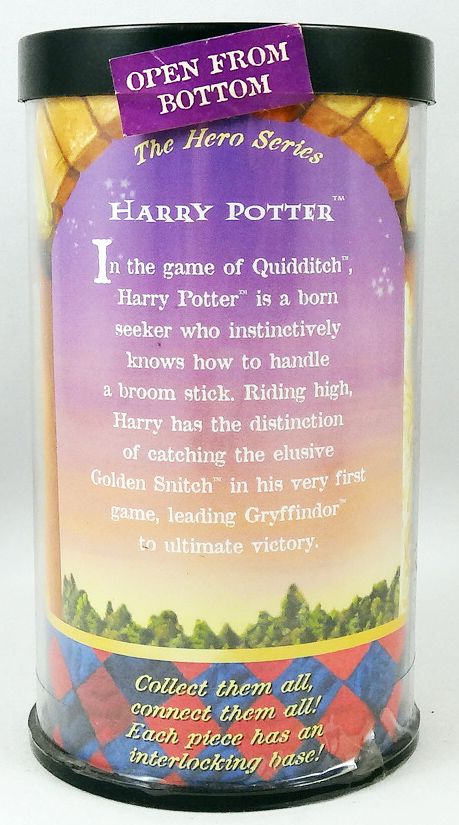 OPEN FROM
BOTTOM
The Hero Series
HARRY POTTER™
In the game of Quidditch™,
Harry Potter™ is a born
seeker who instinctively
knows how to handle
a broom stick. Riding high,
Harry has the distinction
of catching the elusive
Golden Snitch™ in his very first
game, leading Gryffindor™
to ultimate victory.
Collect them all,
connect them all!
Each piece has an
interlocking base!